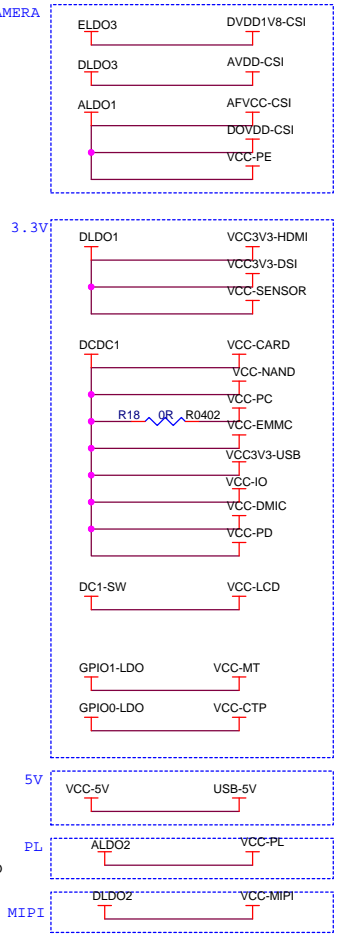 ELDO3 DVDD1V8-CSI
AMERA
DLDO3 AVDD-CSI
ALDO1 AFVCC-CSI
DOVDD-CSI
VCC-PE
3.3V
DLDO1 VCC3V3-HDMI
VCC3V3-DSI
VCC-SENSOR
DCDC1 VCC-CARD
VCC-NAND
VCC-PC
R18 0R R0402
VCC-EMMC
VCC3V3-USB
VCC-IO
VCC-DMIC
VCC-PD
DC1-SW VCC-LCD
GPIO1-LDO VCC-MT
GPIO0-LDO VCC-CTP
5V
VCC-5V USB-5V
PL
ALDO2 VCC-PL
MIPI
DLDO2 VCC-MIPI